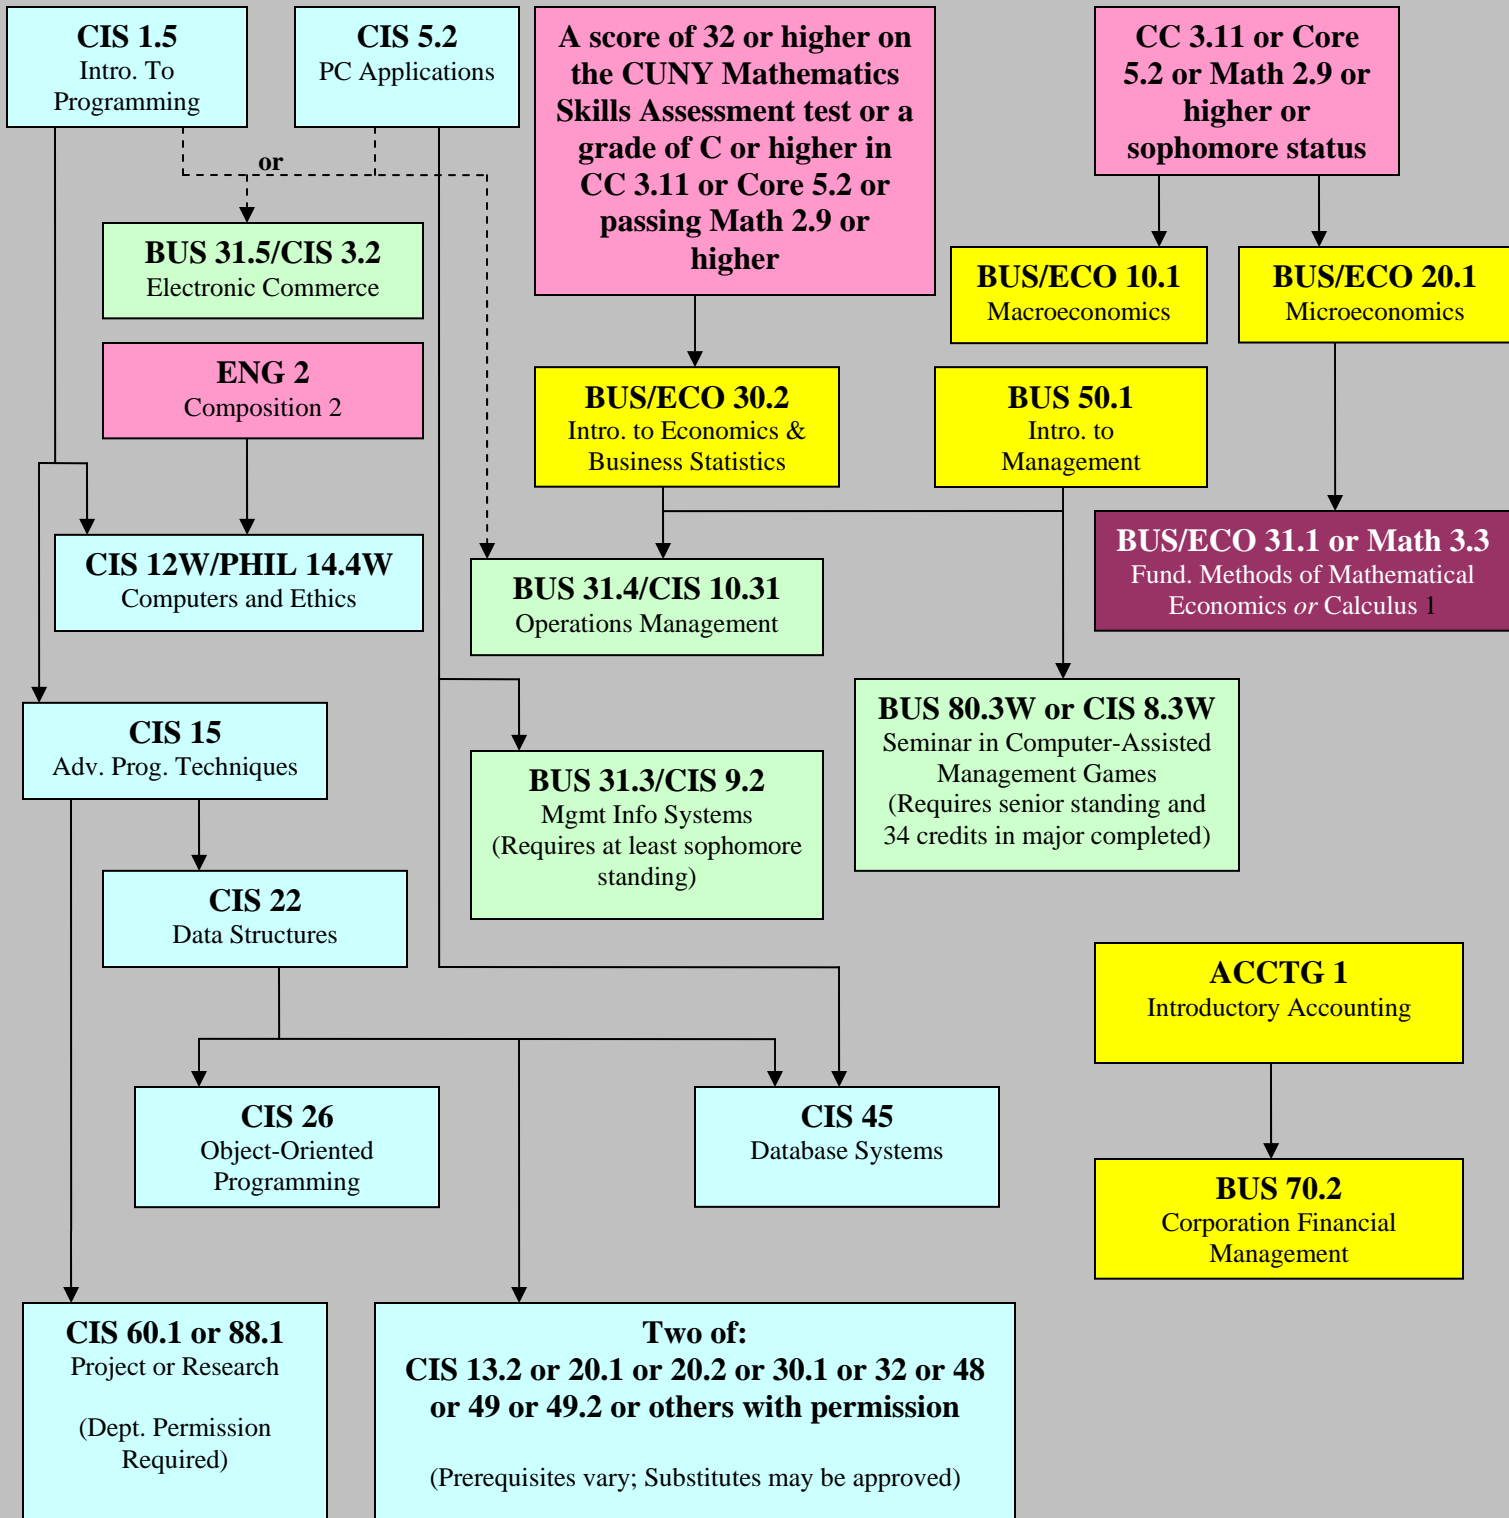 CIS 1.5
Intro. To
Programming
CIS 5.2
PC Applications
A score of 32 or higher on
the CUNY Mathematics
Skills Assessment test or a
grade of C or higher in
CC 3.11 or Core 5.2 or
passing Math 2.9 or
higher
CC 3.11 or Core
5.2 or Math 2.9 or
higher or
sophomore status
or
BUS 31.5/CIS 3.2
Electronic Commerce
BUS/ECO 10.1
Macroeconomics
BUS/ECO 20.1
Microeconomics
ENG 2
Composition 2
BUS/ECO 30.2
Intro. to Economics &
Business Statistics
BUS 50.1
Intro. to
Management
CIS 12W/PHIL 14.4W
Computers and Ethics
BUS 31.4/CIS 10.31
Operations Management
BUS/ECO 31.1 or Math 3.3
Fund. Methods of Mathematical
Economics or Calculus 1
CIS 15
Adv. Prog. Techniques
BUS 31.3/CIS 9.2
Mgmt Info Systems
(Requires at least sophomore
standing)
BUS 80.3W or CIS 8.3W
Seminar in Computer-Assisted
Management Games
(Requires senior standing and
34 credits in major completed)
CIS 22
Data Structures
ACCTG 1
Introductory Accounting
CIS 26
Object-Oriented
Programming
CIS 45
Database Systems
BUS 70.2
Corporation Financial
Management
CIS 60.1 or 88.1
Project or Research
(Dept. Permission
Required)
Two of:
CIS 13.2 or 20.1 or 20.2 or 30.1 or 32 or 48
or 49 or 49.2 or others with permission
(Prerequisites vary; Substitutes may be approved)